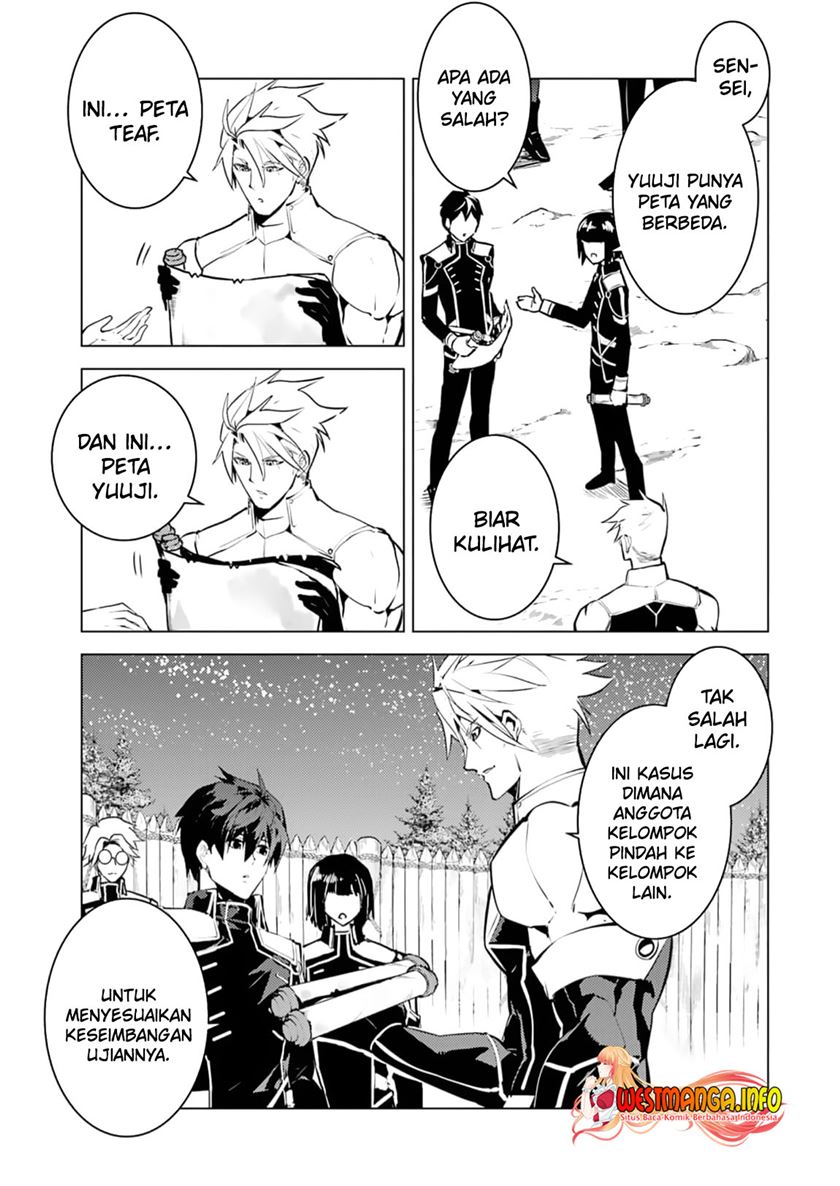 SEN-
SEI,
YUUJI PUNYA
PETA YANG
BERBEDA.
APA ADA
YANG
SALAH?
BIAR
KULIHAT.
INI... PETA
TEAF.
DAN INI...
PETA
YUUJI.
TAK
SALAH
LAGI.
INI KASUS
DIMANA
ANGGOTA
KELOMPOK
PINDAH KE
KELOMPOK
LAIN.
UNTUK
MENYESUAIKAN
KESEIMBANGAN
UJIANNYA.
WESTMANGA.INFO
Situs Baca Komik Berbahasa Indonesia